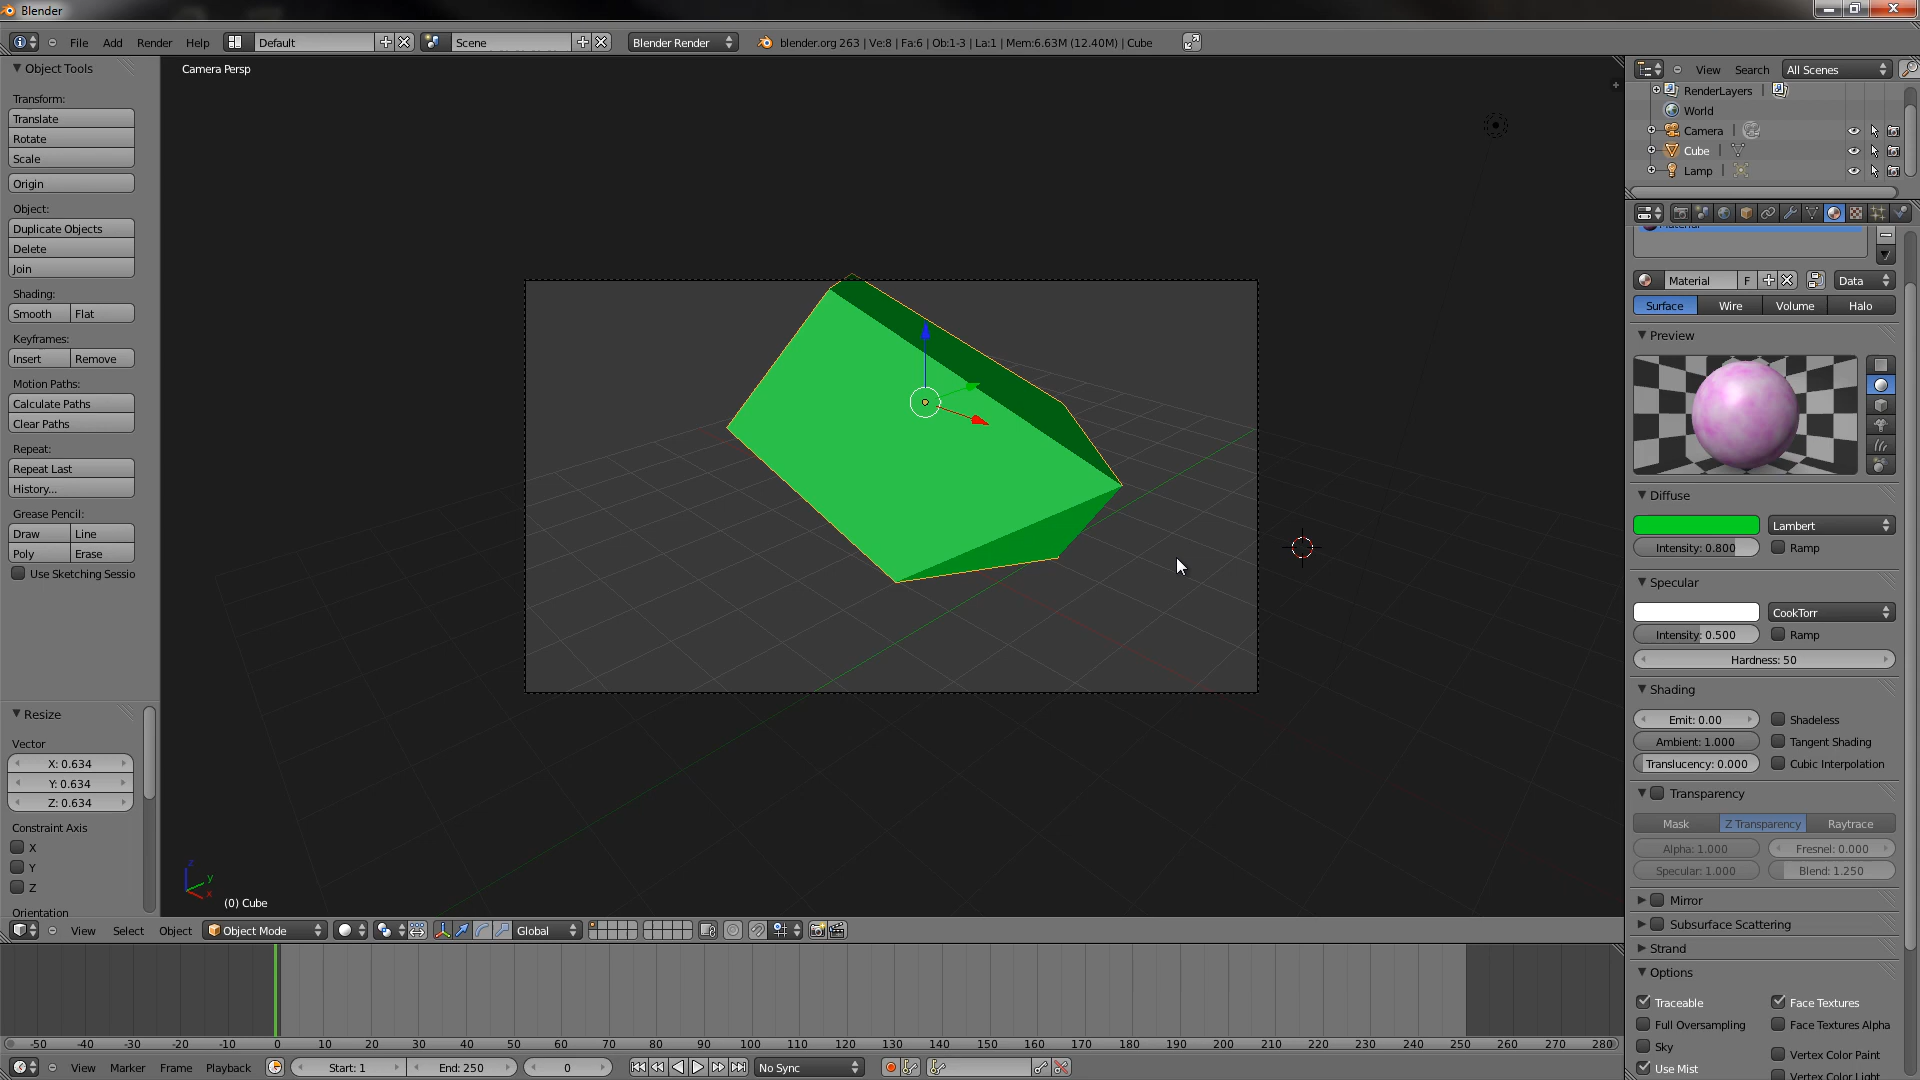 Blender
File Add Render Help Default Scene Blender Render blender.org 263 | Ve:8 | Fa:6 | Ob:1-3 | La:1 | Mem:6.63M (12.40M) | Cube
Object Tools
Transform:
Translate
Rotate
Scale
Origin
Object:
Duplicate Objects
Delete
Join
Shading:
Smooth Flat
Keyframes:
Insert Remove
Motion Paths:
Calculate Paths
Clear Paths
Repeat:
Repeat Last
History...
Grease Pencil:
Draw Line
Poly Erase
Use Sketching Sessio
Resize
Vector
X: 0.634
Y: 0.634
Z: 0.634
Constraint Axis
X
Y
Z
Orientation
Camera Persp
z
y
x
(0) Cube
View Select Object Object Mode Global
-50 -40 -30 -20 -10 0 10 20 30 40 50 60 70 80 90 100 110 120 130 140 150 160 170 180 190 200 210 220 230 240 250 260 270 280
View Marker Frame Playback Start: 1 End: 250 0 No Sync
View Search All Scenes
RenderLayers |
World
Camera |
Cube |
Lamp |
Material
Material F Data
Surface Wire Volume Halo
Preview
Diffuse
Lambert
Intensity: 0.800 Ramp
Specular
CookTorr
Intensity: 0.500 Ramp
Hardness: 50
Shading
Emit: 0.00 Shadeless
Ambient: 1.000 Tangent Shading
Translucency: 0.000 Cubic Interpolation
Transparency
Mask Z Transparency Raytrace
Alpha: 1.000 Fresnel: 0.000
Specular: 1.000 Blend: 1.250
Mirror
Subsurface Scattering
Strand
Options
Traceable Face Textures
Full Oversampling Face Textures Alpha
Sky
Vertex Color Paint
Use Mist
Vertex Color Light